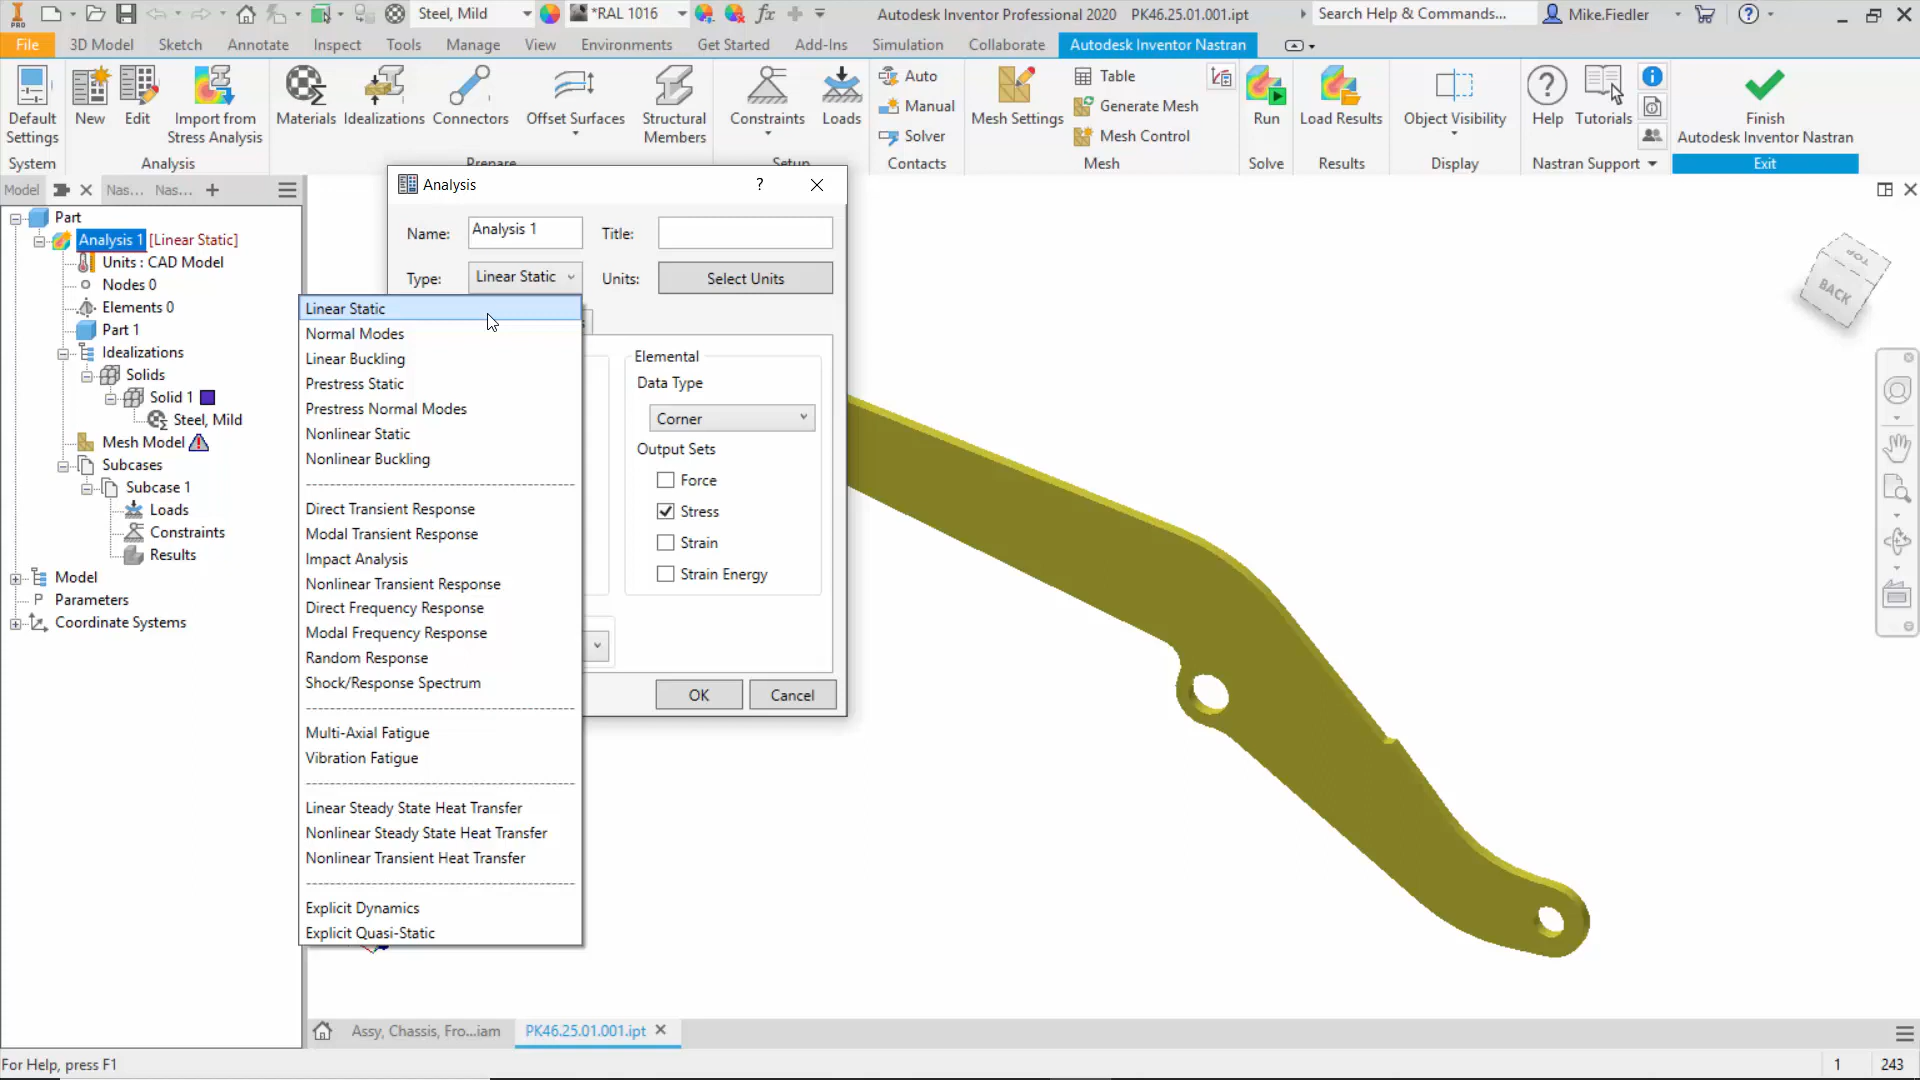 Steel, Mild
*RAL 1016
fx
Autodesk Inventor Professional 2020
PK46.25.01.001.ipt
Search Help & Commands...
Mike.Fiedler
PRO
File
3D Model
Sketch
Annotate
Inspect
Tools
Manage
View
Environments
Get Started
Add-Ins
Simulation
Collaborate
Autodesk Inventor Nastran
Default Settings
New
Edit
Import from Stress Analysis
Materials
Idealizations
Connectors
Offset Surfaces
Structural Members
Constraints
Loads
Auto
Manual
Solver
Mesh Settings
Table
Generate Mesh
Mesh Control
Run
Load Results
Object Visibility
Help
Tutorials
Finish
Autodesk Inventor Nastran
System
Analysis
Prepare
Setup
Contacts
Mesh
Solve
Results
Display
Nastran Support
Exit
Model
Nas...
Nas...
Part
Analysis 1 [Linear Static]
Units : CAD Model
Nodes 0
Elements 0
Part 1
Idealizations
Solids
Solid 1
Steel, Mild
Mesh Model
Subcases
Subcase 1
Loads
Constraints
Results
Model
Parameters
Coordinate Systems
Analysis
?
Name:
Analysis 1
Title:
Type:
Linear Static
Units:
Select Units
Linear Static
Normal Modes
Linear Buckling
Prestress Static
Prestress Normal Modes
Nonlinear Static
Nonlinear Buckling
Direct Transient Response
Modal Transient Response
Impact Analysis
Nonlinear Transient Response
Direct Frequency Response
Modal Frequency Response
Random Response
Shock/Response Spectrum
Multi-Axial Fatigue
Vibration Fatigue
Linear Steady State Heat Transfer
Nonlinear Steady State Heat Transfer
Nonlinear Transient Heat Transfer
Explicit Dynamics
Explicit Quasi-Static
Elemental
Data Type
Corner
Output Sets
Force
Stress
Strain
Strain Energy
OK
Cancel
TOP
BACK
Assy, Chassis, Fro...iam
PK46.25.01.001.ipt
For Help, press F1
1
243